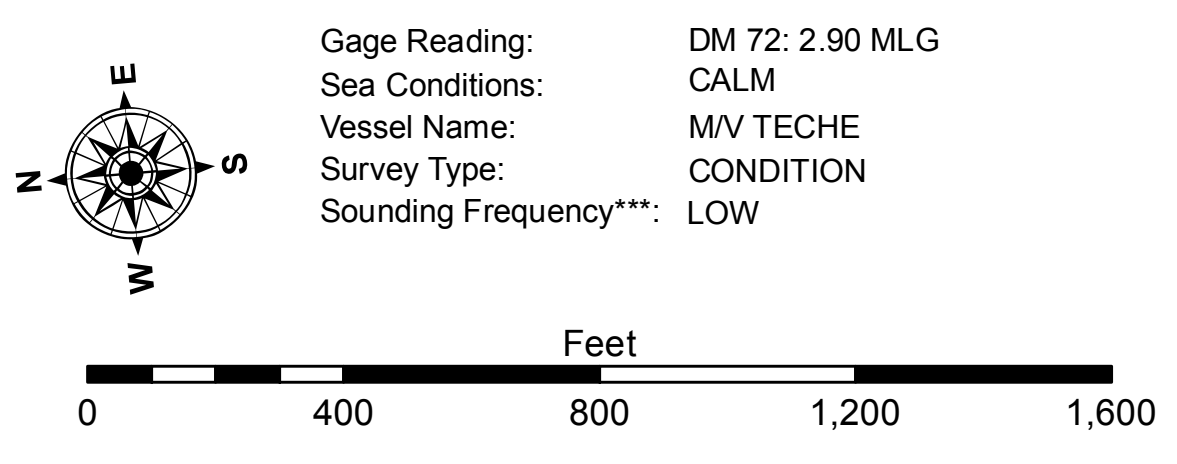 E
N
S
W
Gage Reading: DM 72: 2.90 MLG
Sea Conditions: CALM
Vessel Name: M/V TECHE
Survey Type: CONDITION
Sounding Frequency***: LOW
Feet
0 400 800 1,200 1,600